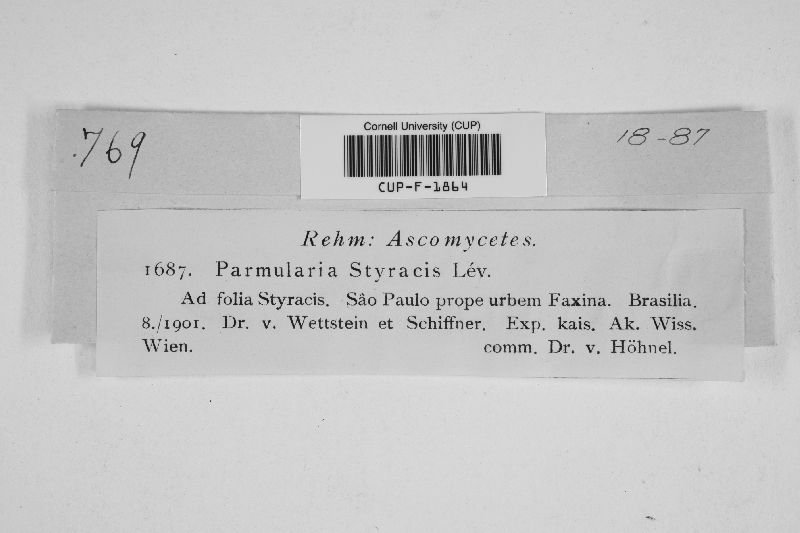 .769
Cornell University (CUP)
CUP-F-1864
18-87
Rehm: Ascomycetes.
1687. Parmularia Styracis Lév.
Ad folia Styracis. São Paulo prope urbem Faxina. Brasilia.
8./1901. Dr. v. Wettstein et Schiffner. Exp. kais. Ak. Wiss.
Wien. comm. Dr. v. Höhnel.